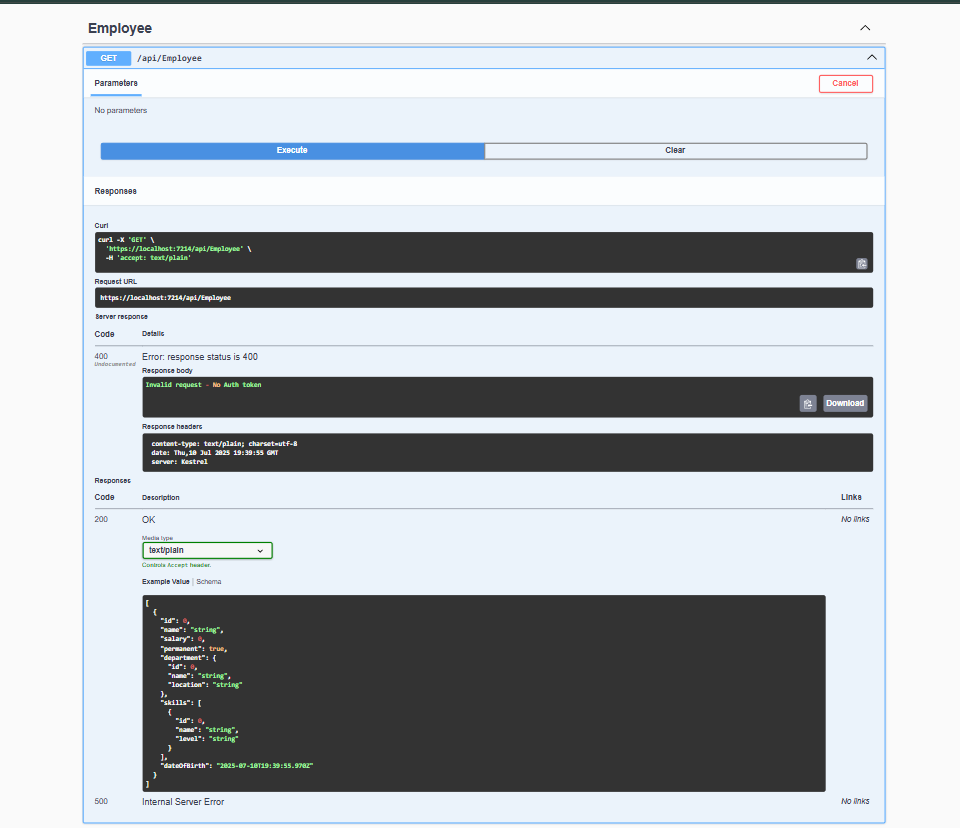 Employee
GET /api/Employee
Parameters
Cancel
No parameters
Execute
Clear
Responses
Curl
curl -X 'GET' \
'https://localhost:7214/api/Employee' \
-H 'accept: text/plain'
Request URL
https://localhost:7214/api/Employee
Server response
Code Details
400 Error: response status is 400
Undocumented
Response body
Invalid request - No Auth token
Download
Response headers
content-type: text/plain; charset=utf-8
date: Thu,10 Jul 2025 19:39:55 GMT
server: Kestrel
Responses
Code Description Links
200 OK No links
Media type
text/plain
Controls Accept header.
Example Value | Schema
[
{
"id": 0,
"name": "string",
"salary": 0,
"permanent": true,
"department": {
"id": 0,
"name": "string",
"location": "string"
},
"skills": [
{
"id": 0,
"name": "string",
"level": "string"
}
],
"dateOfBirth": "2025-07-10T19:39:55.970Z"
}
]
500 Internal Server Error No links